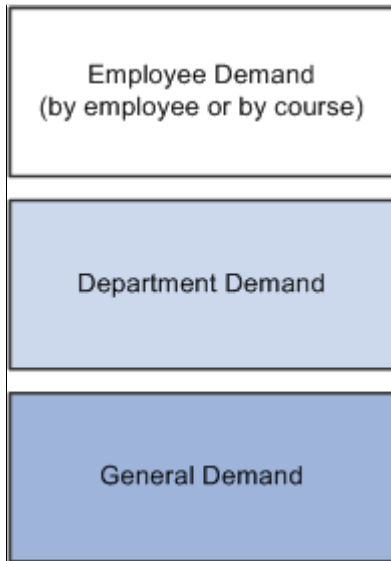 Employee Demand
(by employee or by course)
Department Demand
General Demand